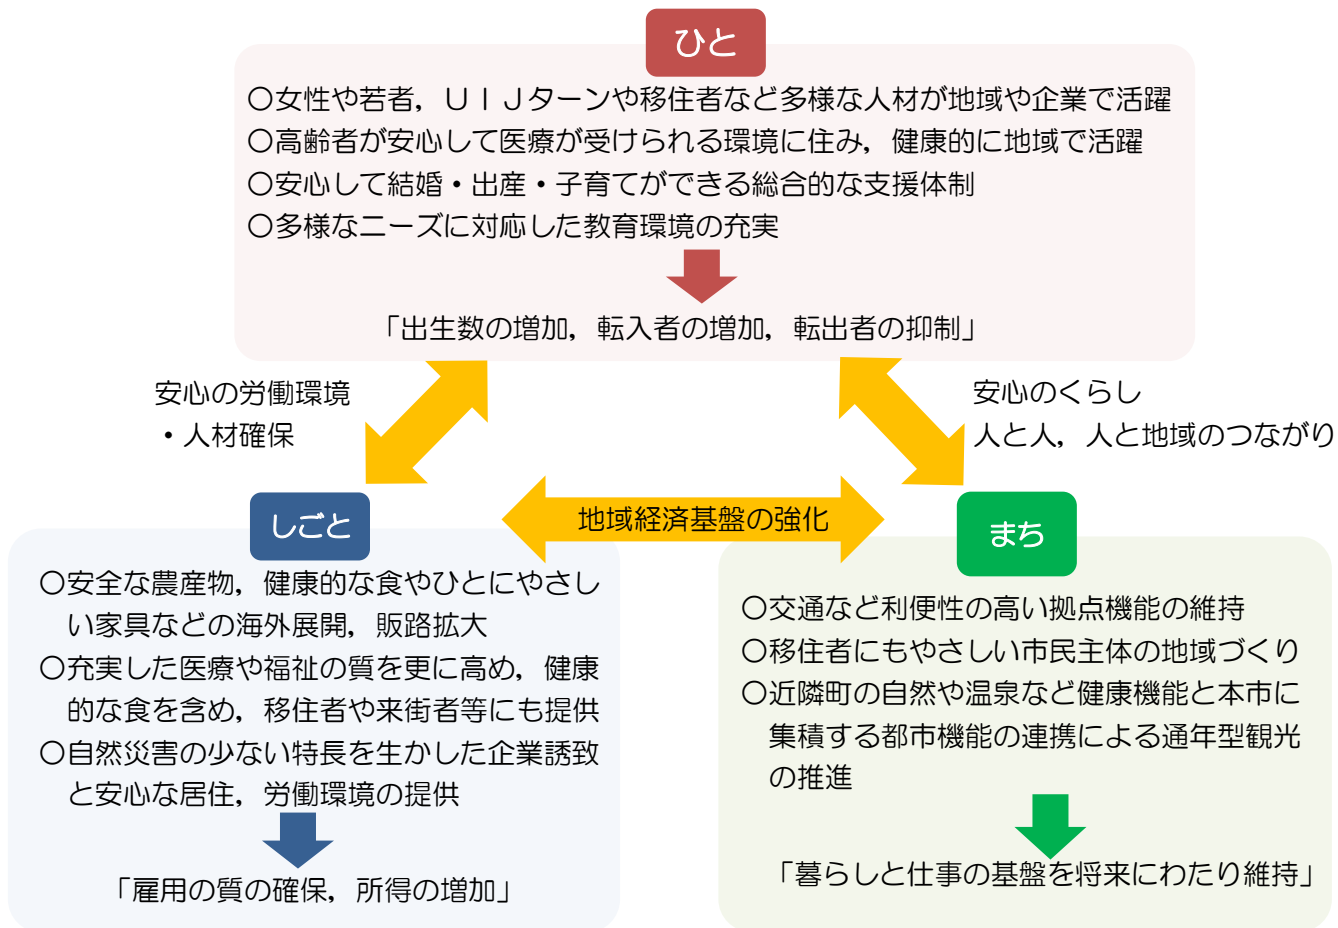 ひと
〇女性や若者，ＵＩＪターンや移住者など多様な人材が地域や企業で活躍
〇高齢者が安心して医療が受けられる環境に住み，健康的に地域で活躍
〇安心して結婚・出産・子育てができる総合的な支援体制
〇多様なニーズに対応した教育環境の充実
「出生数の増加，転入者の増加，転出者の抑制」
安心の労働環境
・人材確保
安心のくらし
人と人，人と地域のつながり
地域経済基盤の強化
しごと
〇安全な農産物，健康的な食やひとにやさし
い家具などの海外展開，販路拡大
〇充実した医療や福祉の質を更に高め，健康
的な食を含め，移住者や来街者等にも提供
〇自然災害の少ない特長を生かした企業誘致
と安心な居住，労働環境の提供
「雇用の質の確保，所得の増加」
まち
〇交通など利便性の高い拠点機能の維持
〇移住者にもやさしい市民主体の地域づくり
〇近隣町の自然や温泉など健康機能と本市に
集積する都市機能の連携による通年型観光
の推進
「暮らしと仕事の基盤を将来にわたり維持」